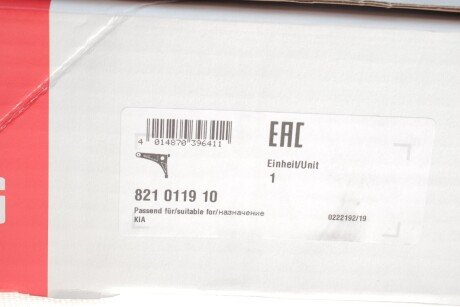 EAC
4 014870 396411
Einheit/Unit
1
821 0119 10
Passend für/suitable for/назначение
KIA
0222192/19